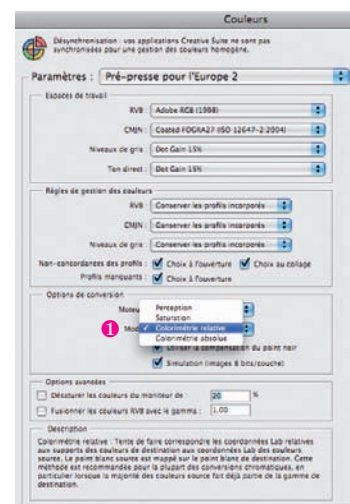 Couleurs
Désynchronisation : vos applications Creative Suite ne sont pas
synchronisées pour une gestion des couleurs homogène.
Paramètres : Pré-presse pour l'Europe 2
Espaces de travail
RVB : Adobe RGB (1998)
CMJN : Coated FOGRA27 (ISO 12647-2:2004)
Niveaux de gris : Dot Gain 15%
Ton direct : Dot Gain 15%
Règles de gestion des couleurs
RVB : Conserver les profils incorporés
CMJN : Conserver les profils incorporés
Niveaux de gris : Conserver les profils incorporés
Non-concordances des profils : Choix à l'ouverture Choix au collage
Profils manquants : Choix à l'ouverture
Options de conversion
Moteu
Perception
Saturation
1 Mod ✓ Colorimétrie relative
Colorimétrie absolue
Utiliser la compensation du point noir
Simulation (images 8 bits/couche)
Options avancées
Désaturer les couleurs du moniteur de : 20 %
Fusionner les couleurs RVB avec le gamma : 1,00
Description
Colorimétrie relative : Tente de faire correspondre les coordonnées Lab relatives
aux supports des couleurs de destination aux coordonnées Lab des couleurs
source. Le point blanc source est mappé sur le point blanc de destination. Cette
méthode est recommandée pour la plupart des conversions chromatiques, en
particulier lorsque la majorité des couleurs source fait déjà partie de la gamme de
destination.